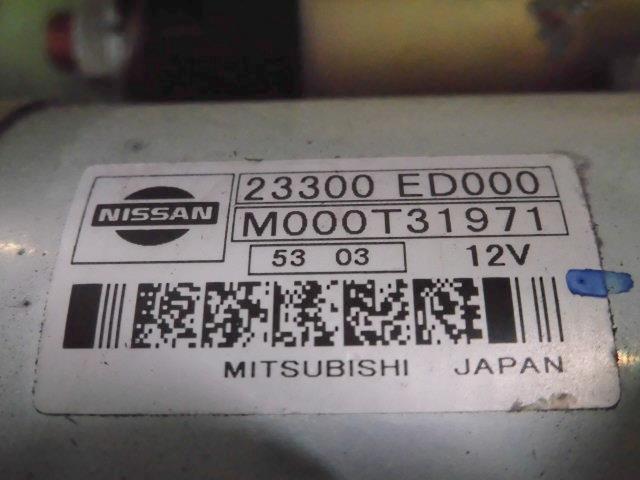 NISSAN
23300 ED000
M000T31971
53 03 12V
MITSUBISHI JAPAN